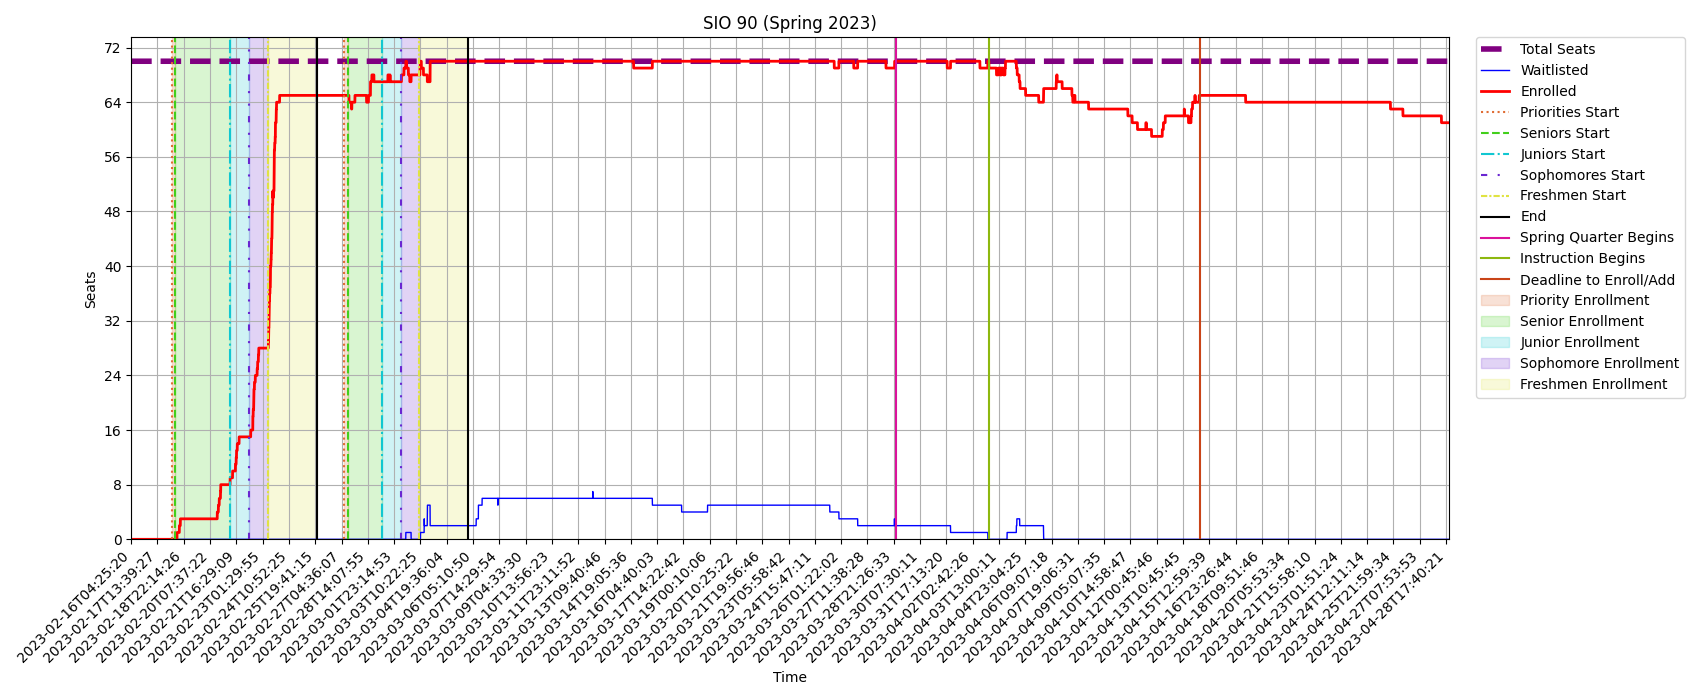 SIO 90 (Spring 2023)
72
64
56
48
40
32
24
16
8
0
Seats
2023-02-16T04:25:20
2023-02-17T13:39:27
2023-02-18T22:14:26
2023-02-20T07:37:22
2023-02-21T16:29:09
2023-02-23T01:29:55
2023-02-24T10:52:25
2023-02-25T19:41:15
2023-02-27T04:36:07
2023-02-28T14:07:55
2023-03-01T23:14:53
2023-03-03T10:22:25
2023-03-04T19:36:04
2023-03-06T05:10:50
2023-03-07T14:29:54
2023-03-09T04:33:30
2023-03-10T13:56:23
2023-03-11T23:11:52
2023-03-13T09:40:46
2023-03-14T19:05:36
2023-03-16T04:40:03
2023-03-17T14:22:42
2023-03-19T00:10:06
2023-03-20T10:25:22
2023-03-21T19:56:46
2023-03-23T05:58:42
2023-03-24T15:47:11
2023-03-26T01:22:02
2023-03-27T11:38:28
2023-03-28T21:26:33
2023-03-30T07:30:11
2023-03-31T17:13:20
2023-04-02T02:42:26
2023-04-03T13:00:11
2023-04-04T23:04:25
2023-04-06T09:07:18
2023-04-07T19:06:31
2023-04-09T05:07:35
2023-04-10T14:58:47
2023-04-12T00:45:46
2023-04-13T10:45:45
2023-04-15T12:59:39
2023-04-16T23:26:44
2023-04-18T09:51:46
2023-04-20T05:53:34
2023-04-21T15:58:10
2023-04-23T01:51:24
2023-04-24T12:11:14
2023-04-25T21:59:34
2023-04-27T07:53:53
2023-04-28T17:40:21
Time
Total Seats
Waitlisted
Enrolled
Priorities Start
Seniors Start
Juniors Start
Sophomores Start
Freshmen Start
End
Spring Quarter Begins
Instruction Begins
Deadline to Enroll/Add
Priority Enrollment
Senior Enrollment
Junior Enrollment
Sophomore Enrollment
Freshmen Enrollment